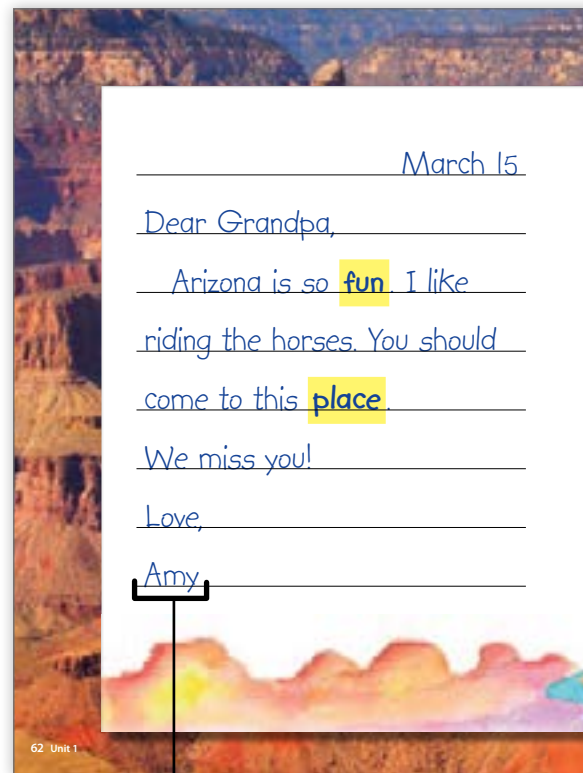 March 15
Dear Grandpa,
Arizona is so fun. I like
riding the horses. You should
come to this place.
We miss you!
Love,
Amy
62 Unit 1